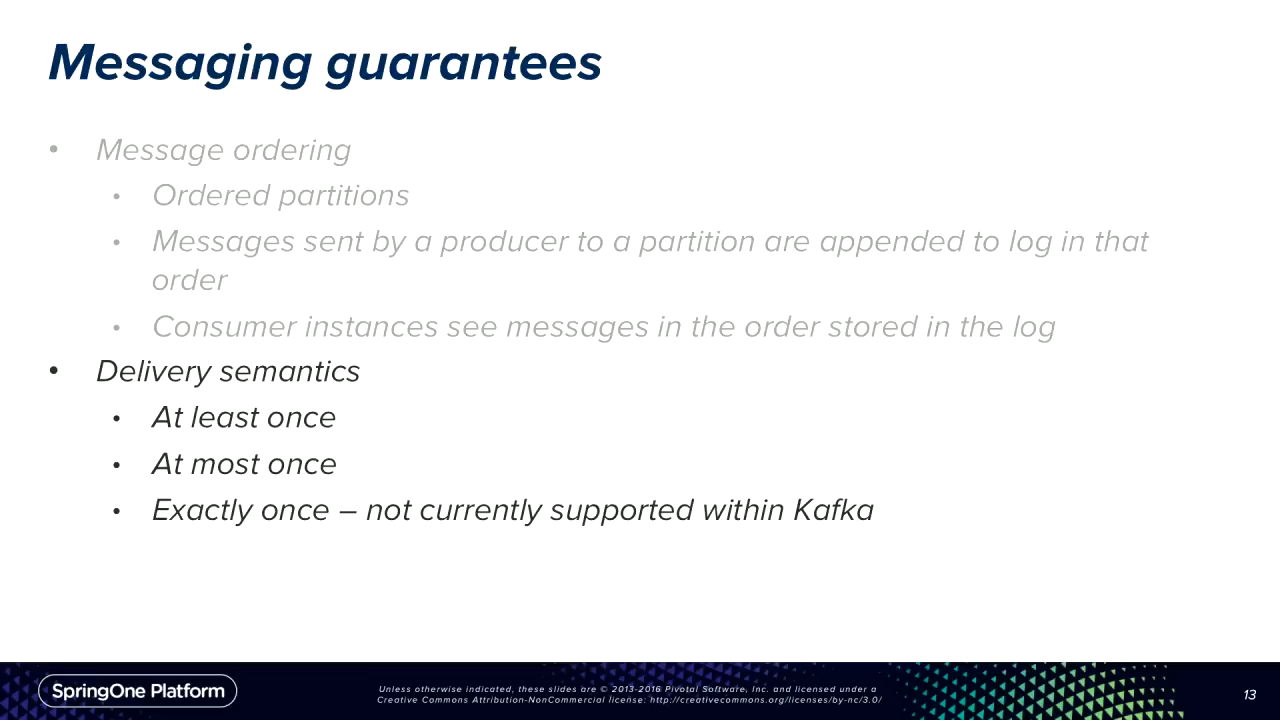 Messaging guarantees
• Message ordering
• Ordered partitions
• Messages sent by a producer to a partition are appended to log in that
order
• Consumer instances see messages in the order stored in the log
• Delivery semantics
• At least once
• At most once
• Exactly once – not currently supported within Kafka
SpringOne Platform
Unless otherwise indicated, these slides are © 2013-2016 Pivotal Software, Inc. and licensed under a
Creative Commons Attribution-NonCommercial license: http://creativecommons.org/licenses/by-nc/3.0/
13